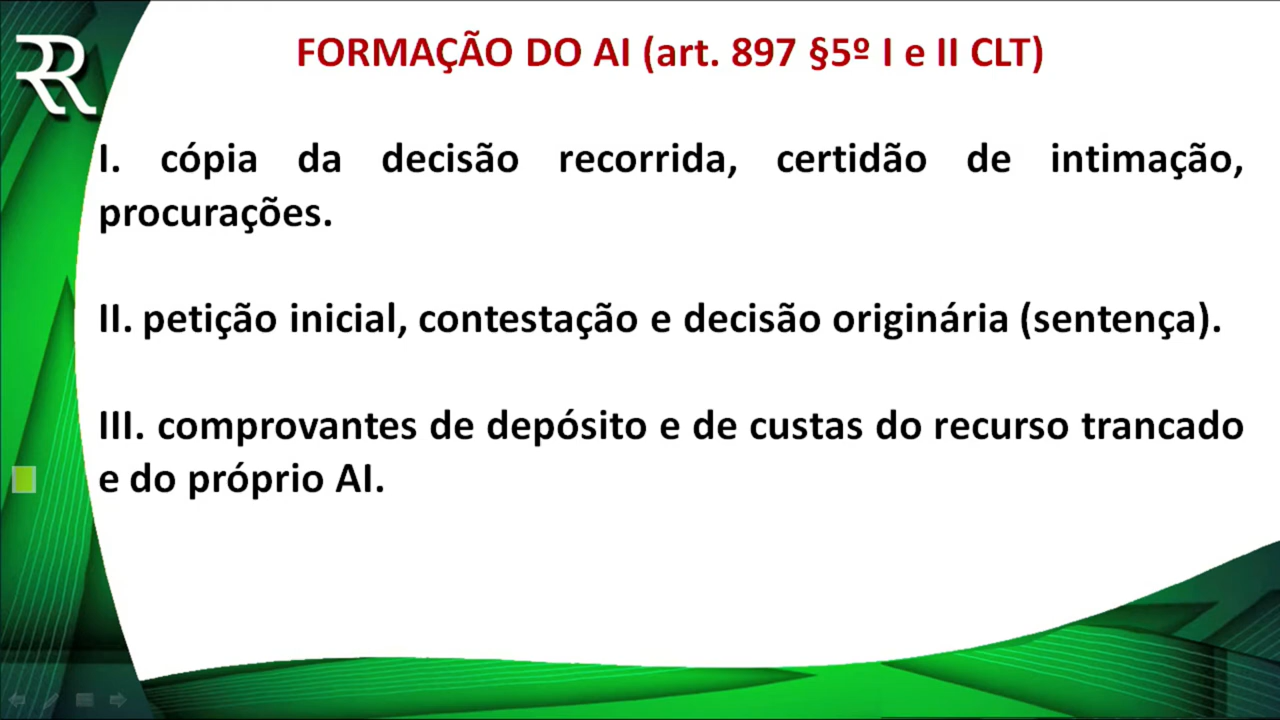 FORMAÇÃO DO AI (art. 897 §5º I e II CLT)
I. cópia da decisão recorrida, certidão de intimação,
procurações.
II. petição inicial, contestação e decisão originária (sentença).
III. comprovantes de depósito e de custas do recurso trancado
e do próprio AI.